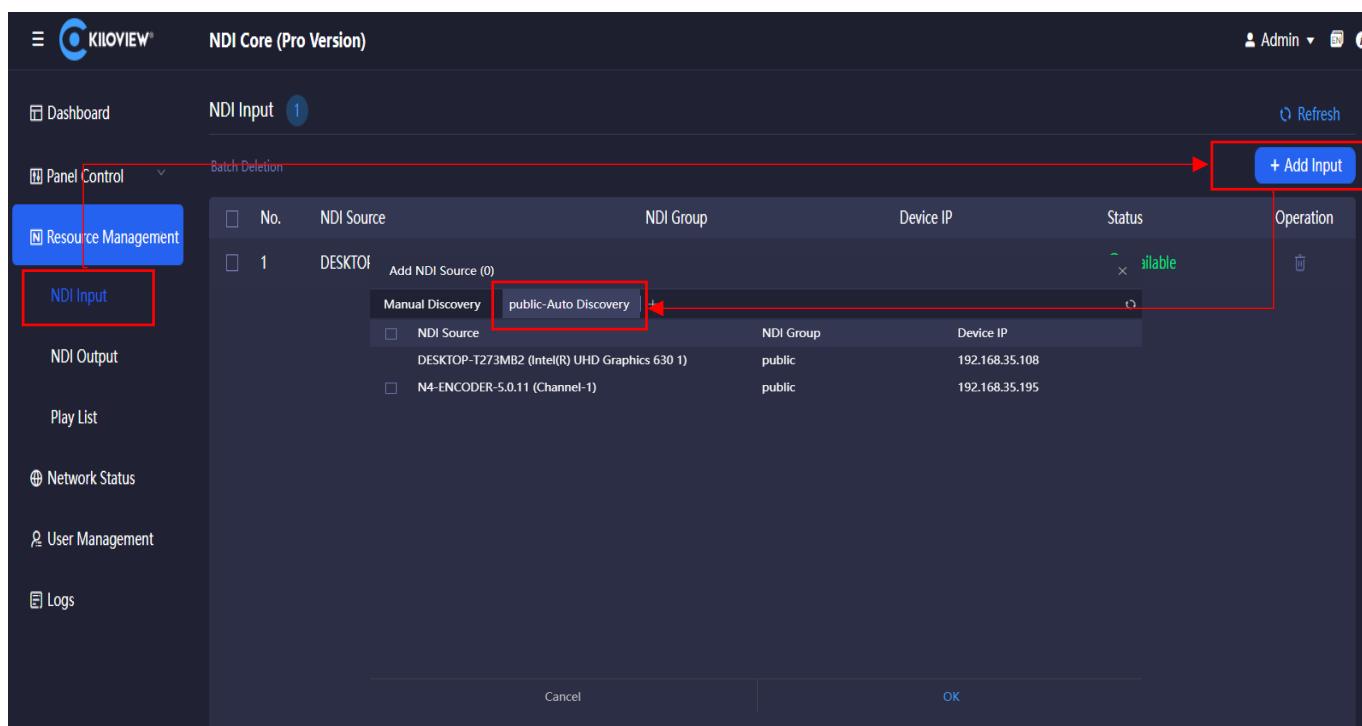 KILOVIEW®
NDI Core (Pro Version)
Admin
EN
Dashboard
NDI Input 1
Refresh
Panel Control
Batch Deletion
+ Add Input
Resource Management
No. NDI Source NDI Group Device IP Status Operation
1 ailable
NDI Input
NDI Output
Play List
Network Status
User Management
Logs
Add NDI Source (0)
Manual Discovery public-Auto Discovery +
NDI Source NDI Group Device IP
DESKTOP-T273MB2 (Intel(R) UHD Graphics 630 1) public 192.168.35.108
N4-ENCODER-5.0.11 (Channel-1) public 192.168.35.195
Cancel OK